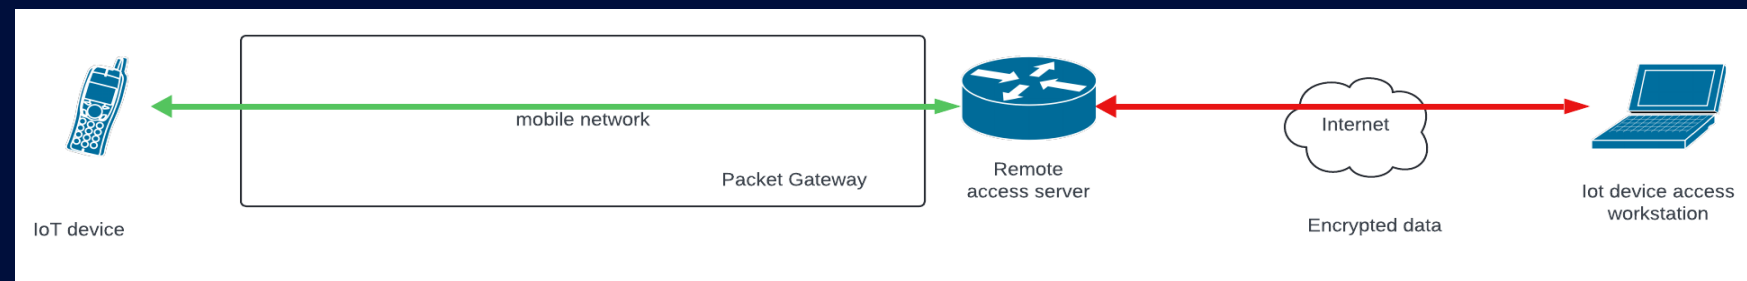 IoT device
mobile network
Packet Gateway
Remote
access server
Internet
Encrypted data
Iot device access
workstation